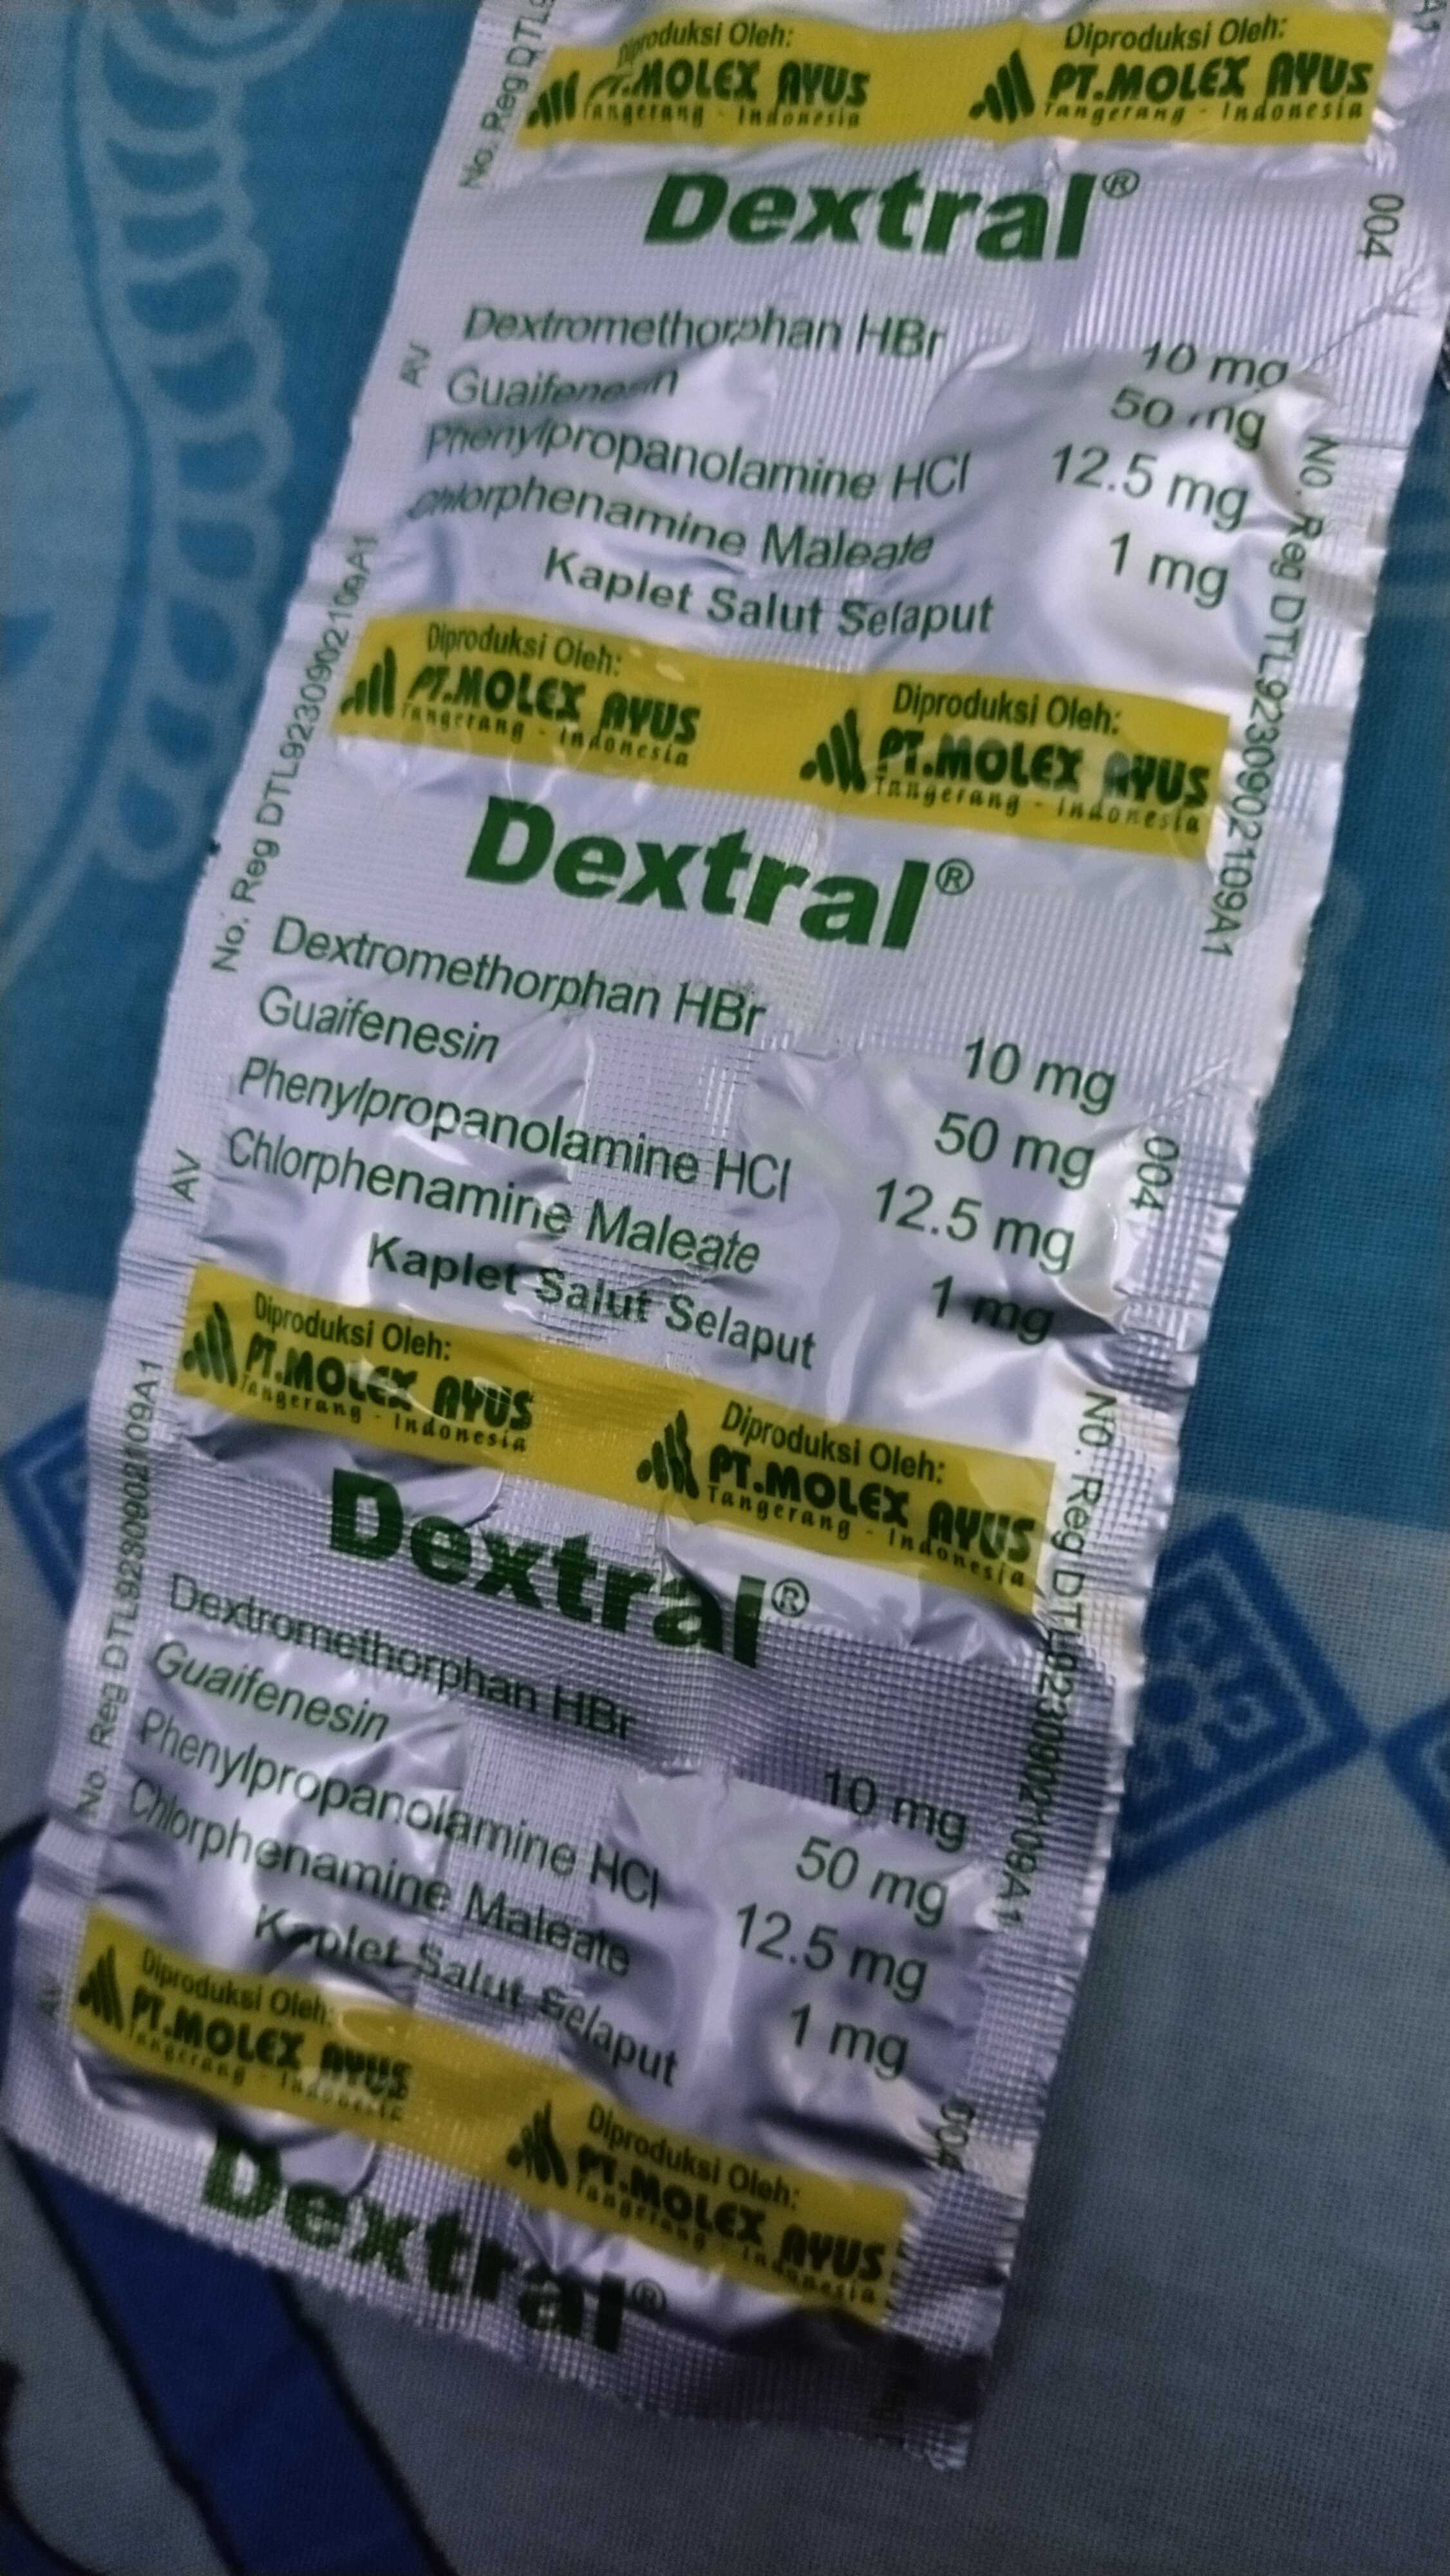 Diproduksi Oleh:
PT.MOLEX AYUS
Tangerang - Indonesia
Diproduksi Oleh:
PT.MOLEX AYUS
Tangerang - Indonesia
No. Reg
Dextral®
004
Dextromethorphan HBr 10 mg
Guaifenesin 50 mg
Phenylpropanolamine HCl 12.5 mg
Chlorphenamine Maleate 1 mg
Kaplet Salut Selaput
AV
No. Reg DTL9230902109A1
No. Reg DTL9230902109A1
Diproduksi Oleh:
PT.MOLEX AYUS
Tangerang - Indonesia
Diproduksi Oleh:
PT.MOLEX AYUS
Tangerang - Indonesia
Dextral®
Dextromethorphan HBr 10 mg
Guaifenesin 50 mg
Phenylpropanolamine HCl 12.5 mg
Chlorphenamine Maleate 1 mg
Kaplet Salut Selaput
AV
004
No. Reg DTL9230902109A1
No. Reg DTL9230902109A1
Diproduksi Oleh:
PT.MOLEX AYUS
Tangerang - Indonesia
Diproduksi Oleh:
PT.MOLEX AYUS
Tangerang - Indonesia
Dextral®
Dextromethorphan HBr 10 mg
Guaifenesin 50 mg
Phenylpropanolamine HCl 12.5 mg
Chlorphenamine Maleate 1 mg
Kaplet Salut Selaput
AV
004
Diproduksi Oleh:
PT.MOLEX AYUS
Tangerang - Indonesia
Diproduksi Oleh:
PT.MOLEX AYUS
Tangerang - Indonesia
Dextral®